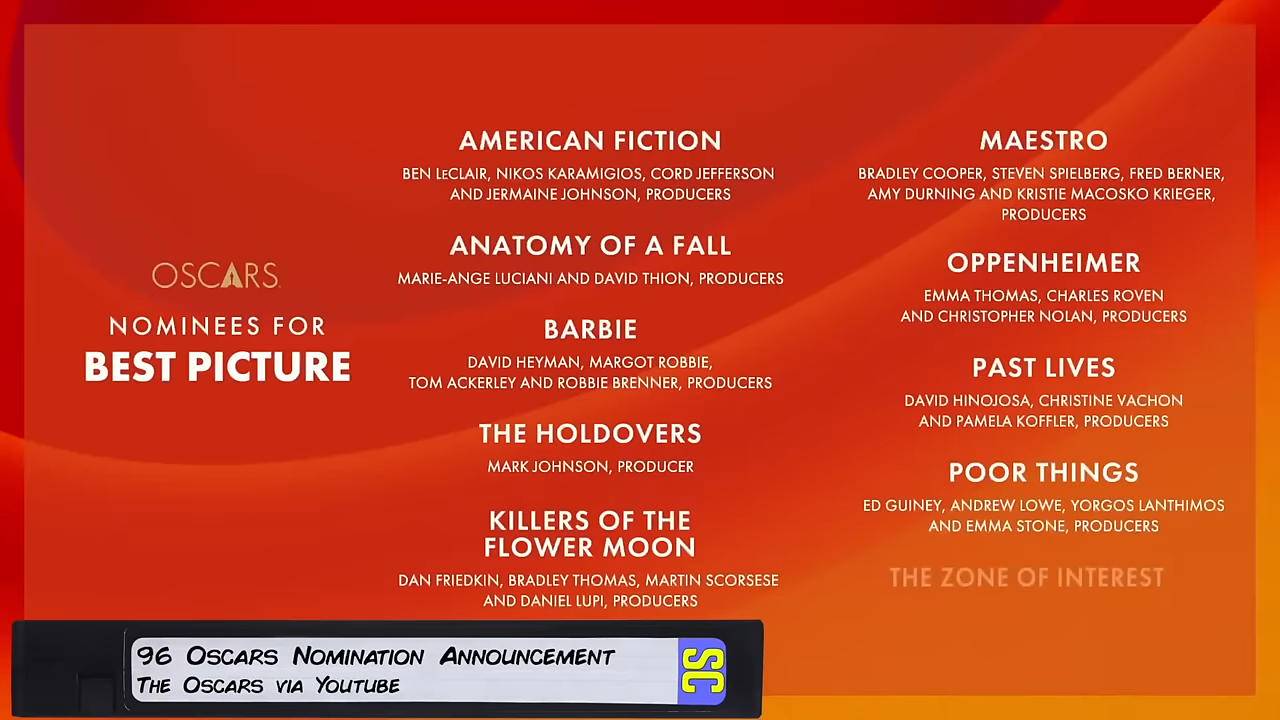 OSCARS
NOMINEES FOR
BEST PICTURE
AMERICAN FICTION
BEN LeCLAIR, NIKOS KARAMIGIOS, CORD JEFFERSON
AND JERMAINE JOHNSON, PRODUCERS
ANATOMY OF A FALL
MARIE-ANGE LUCIANI AND DAVID THION, PRODUCERS
BARBIE
DAVID HEYMAN, MARGOT ROBBIE,
TOM ACKERLEY AND ROBBIE BRENNER, PRODUCERS
THE HOLDOVERS
MARK JOHNSON, PRODUCER
KILLERS OF THE
FLOWER MOON
DAN FRIEDKIN, BRADLEY THOMAS, MARTIN SCORSESE
AND DANIEL LUPI, PRODUCERS
MAESTRO
BRADLEY COOPER, STEVEN SPIELBERG, FRED BERNER,
AMY DURNING AND KRISTIE MACOSKO KRIEGER,
PRODUCERS
OPPENHEIMER
EMMA THOMAS, CHARLES ROVEN
AND CHRISTOPHER NOLAN, PRODUCERS
PAST LIVES
DAVID HINOJOSA, CHRISTINE VACHON
AND PAMELA KOFFLER, PRODUCERS
POOR THINGS
ED GUINEY, ANDREW LOWE, YORGOS LANTHIMOS
AND EMMA STONE, PRODUCERS
THE ZONE OF INTEREST
96 OSCARS NOMINATION ANNOUNCEMENT
THE OSCARS VIA YOUTUBE
SC